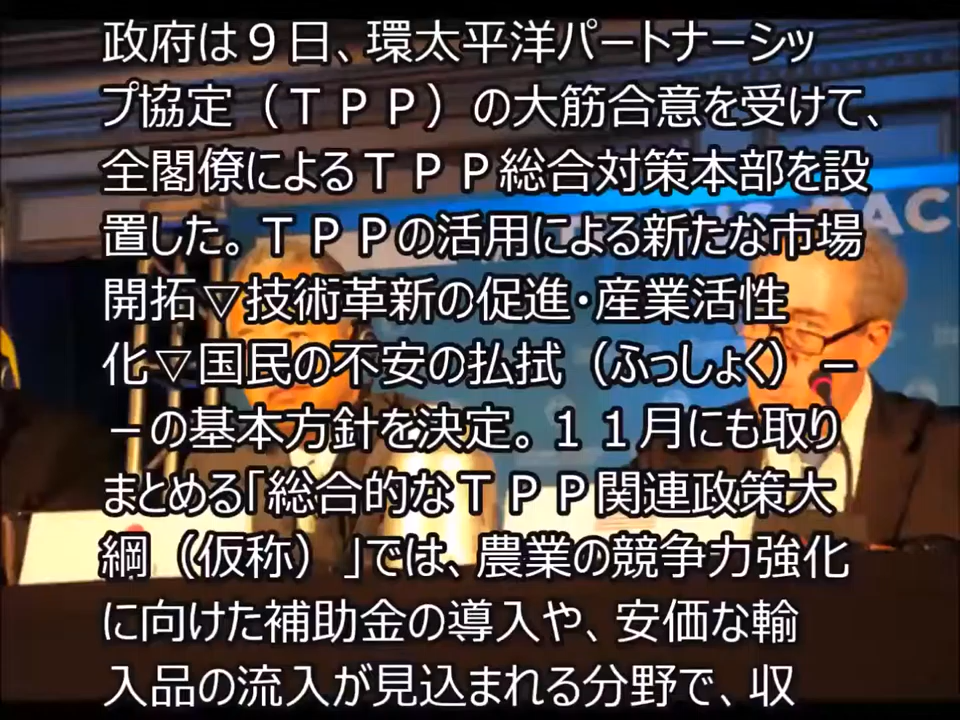 政府は９日、環太平洋パートナーシッ
プ協定（ＴＰＰ）の大筋合意を受けて、
全閣僚によるＴＰＰ総合対策本部を設
置した。ＴＰＰの活用による新たな市場
開拓▽技術革新の促進・産業活性
化▽国民の不安の払拭（ふっしょく）－
－の基本方針を決定。１１月にも取り
まとめる「総合的なＴＰＰ関連政策大
綱（仮称）」では、農業の競争力強化
に向けた補助金の導入や、安価な輸
入品の流入が見込まれる分野で、収